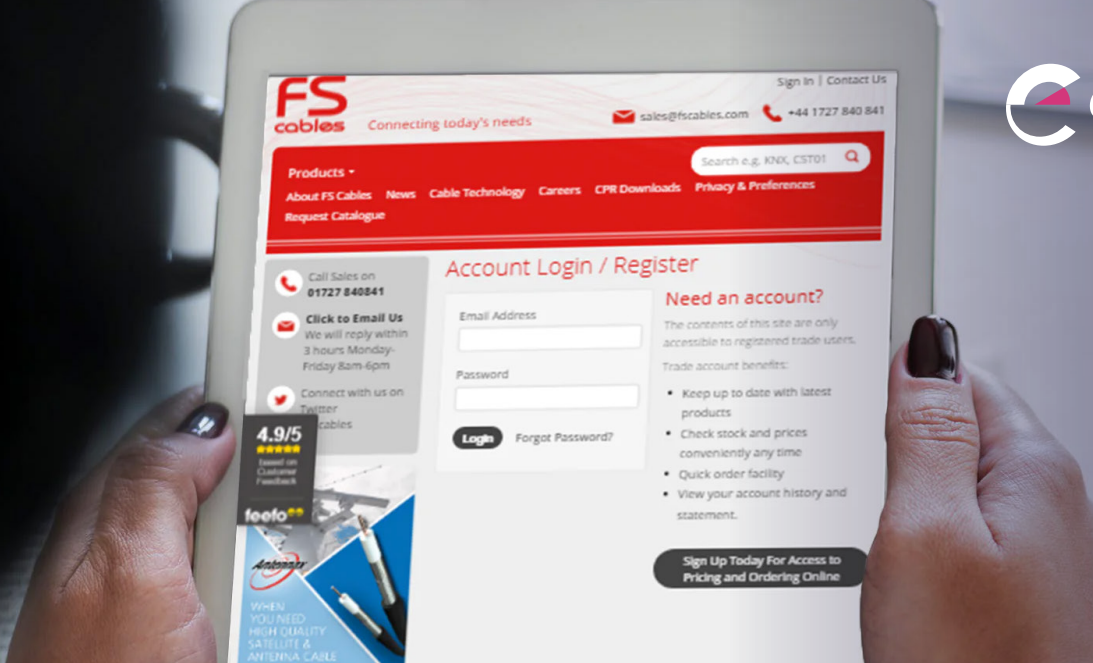 FS
cables
Connecting today's needs
Sign In | Contact Us
sales@fscables.com
+44 1727 840 841
Products
Search e.g. KNX, CST01
About FS Cables News Cable Technology Careers CPR Downloads Privacy & Preferences
Request Catalogue
Call Sales on
01727 840841
Click to Email Us
We will reply within
3 hours Monday-
Friday 8am-6pm
Connect with us on
Twitter
cables
4.9/5
based on
Customer
Feedback
feefo
Antennax
WHEN
YOU NEED
HIGH QUALITY
SATELLITE &
ANTENNA CABLE
Account Login / Register
Email Address
Password
Login Forgot Password?
Need an account?
The contents of this site are only
accessible to registered trade users.
Trade account benefits:
Keep up to date with latest
products
Check stock and prices
conveniently any time
Quick order facility
View your account history and
statement.
Sign Up Today For Access to
Pricing and Ordering Online